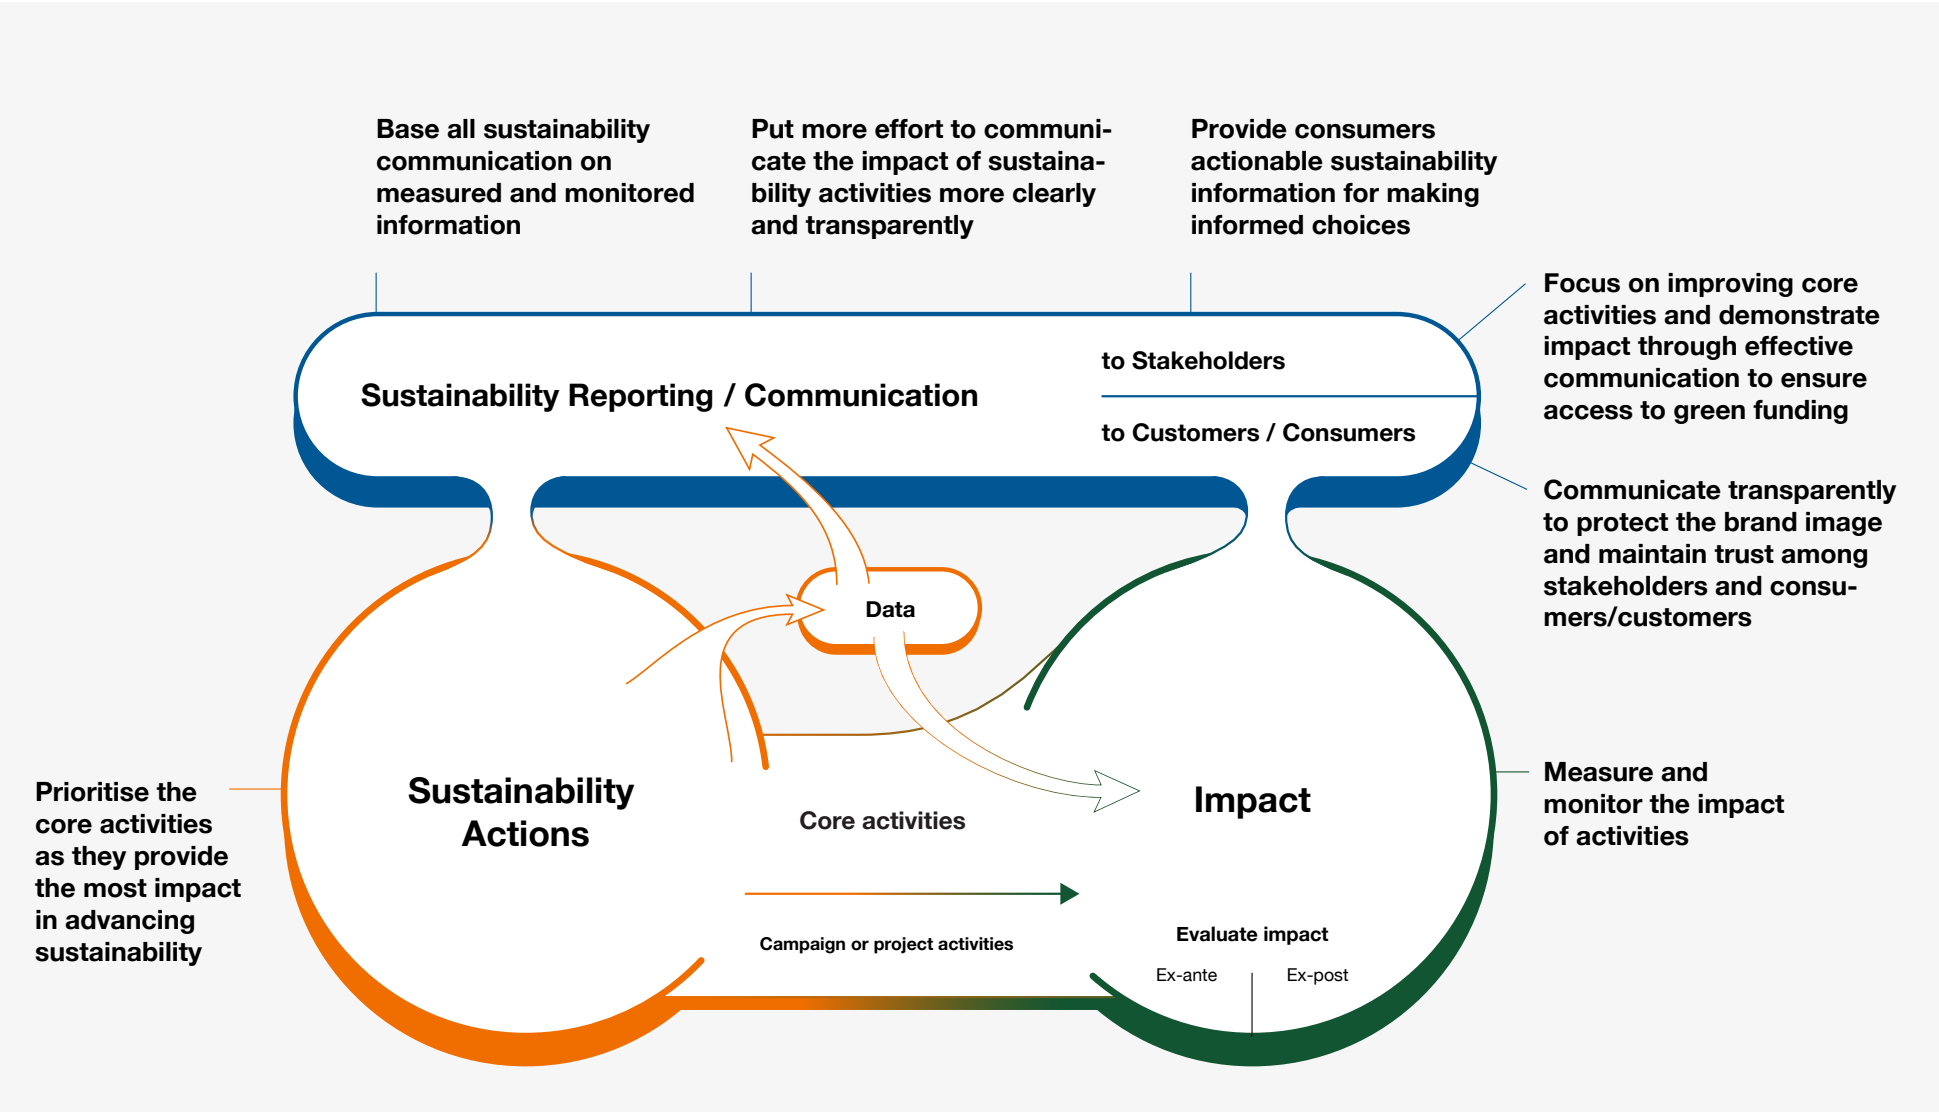 Base all sustainability
communication on
measured and monitored
information
Put more effort to communi-
cate the impact of sustaina-
bility activities more clearly
and transparently
Provide consumers
actionable sustainability
information for making
informed choices
Focus on improving core
activities and demonstrate
impact through effective
communication to ensure
access to green funding
Sustainability Reporting / Communication
to Stakeholders
to Customers / Consumers
Communicate transparently
to protect the brand image
and maintain trust among
stakeholders and consu-
mers/customers
Data
Prioritise the
core activities
as they provide
the most impact
in advancing
sustainability
Sustainability
Actions
Core activities
Campaign or project activities
Impact
Evaluate impact
Ex-ante
Ex-post
Measure and
monitor the impact
of activities